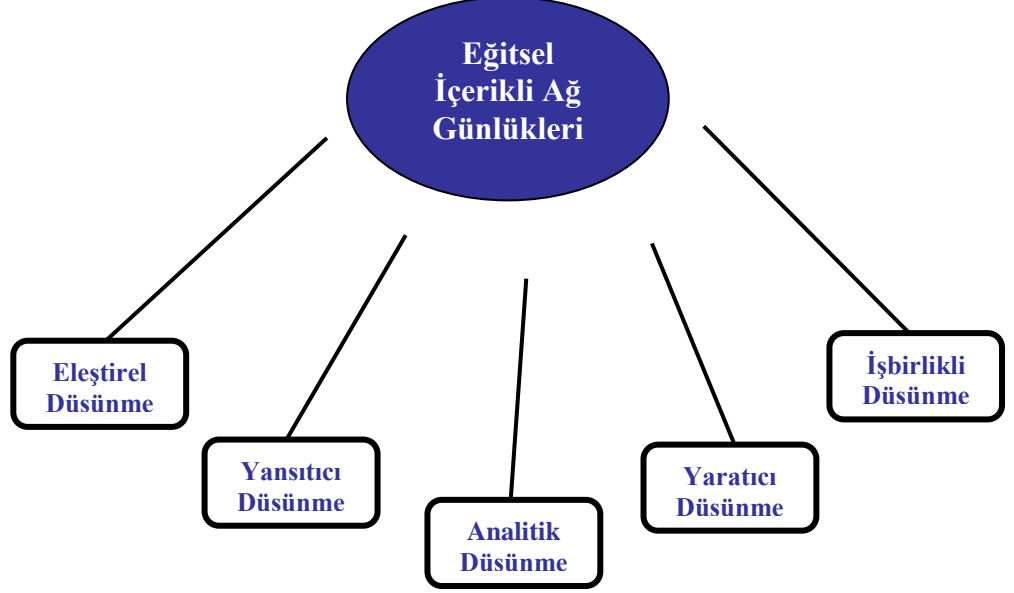 Eğitsel
İçerikli Ağ
Günlükleri
Eleştirel
Düsünme
Yansıtıcı
Düsünme
Analitik
Düsünme
Yaratıcı
Düsünme
İşbirlikli
Düsünme